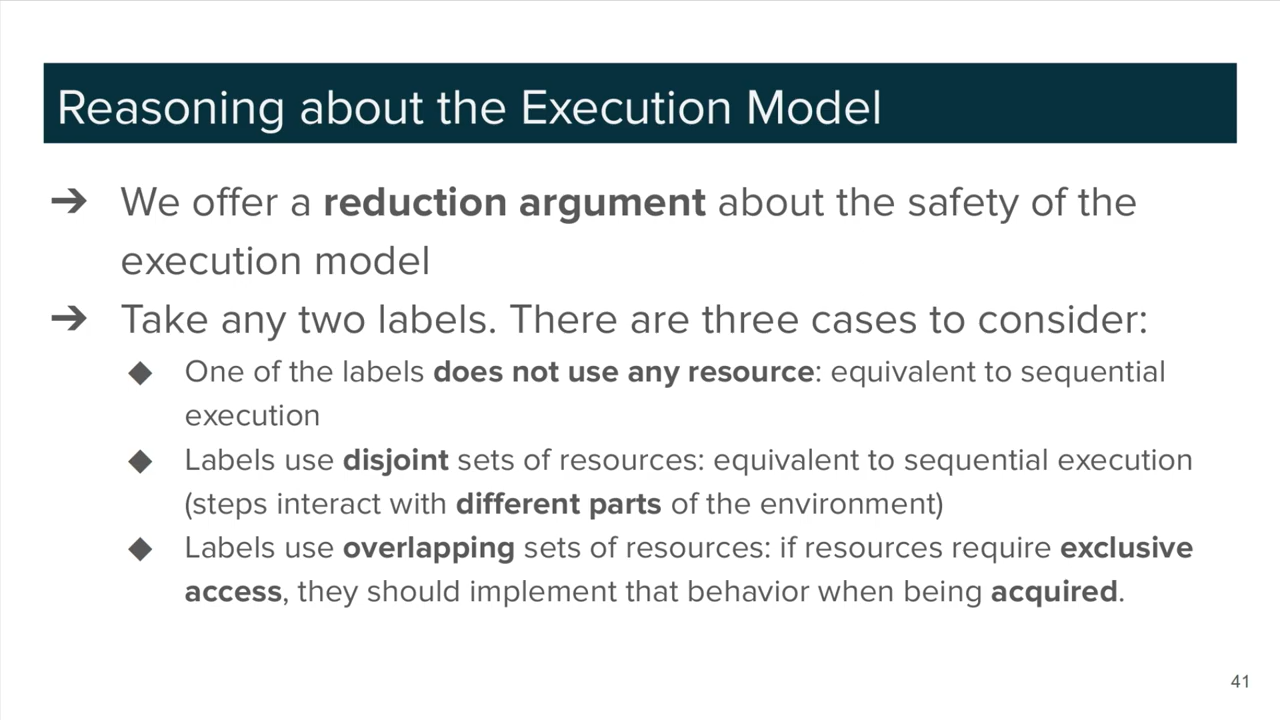 Reasoning about the Execution Model
➔ We offer a reduction argument about the safety of the
execution model
➔ Take any two labels. There are three cases to consider:
◆ One of the labels does not use any resource: equivalent to sequential
execution
◆ Labels use disjoint sets of resources: equivalent to sequential execution
(steps interact with different parts of the environment)
◆ Labels use overlapping sets of resources: if resources require exclusive
access, they should implement that behavior when being acquired.
41